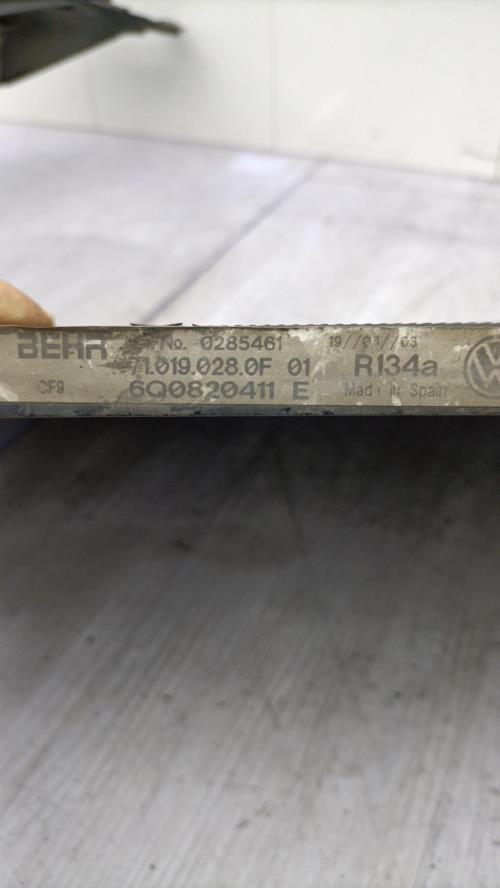 BEHR No. 0285461 19//01//03
71.019.028.0F 01 R134a
CF9 6Q0820411 E Made in Spain